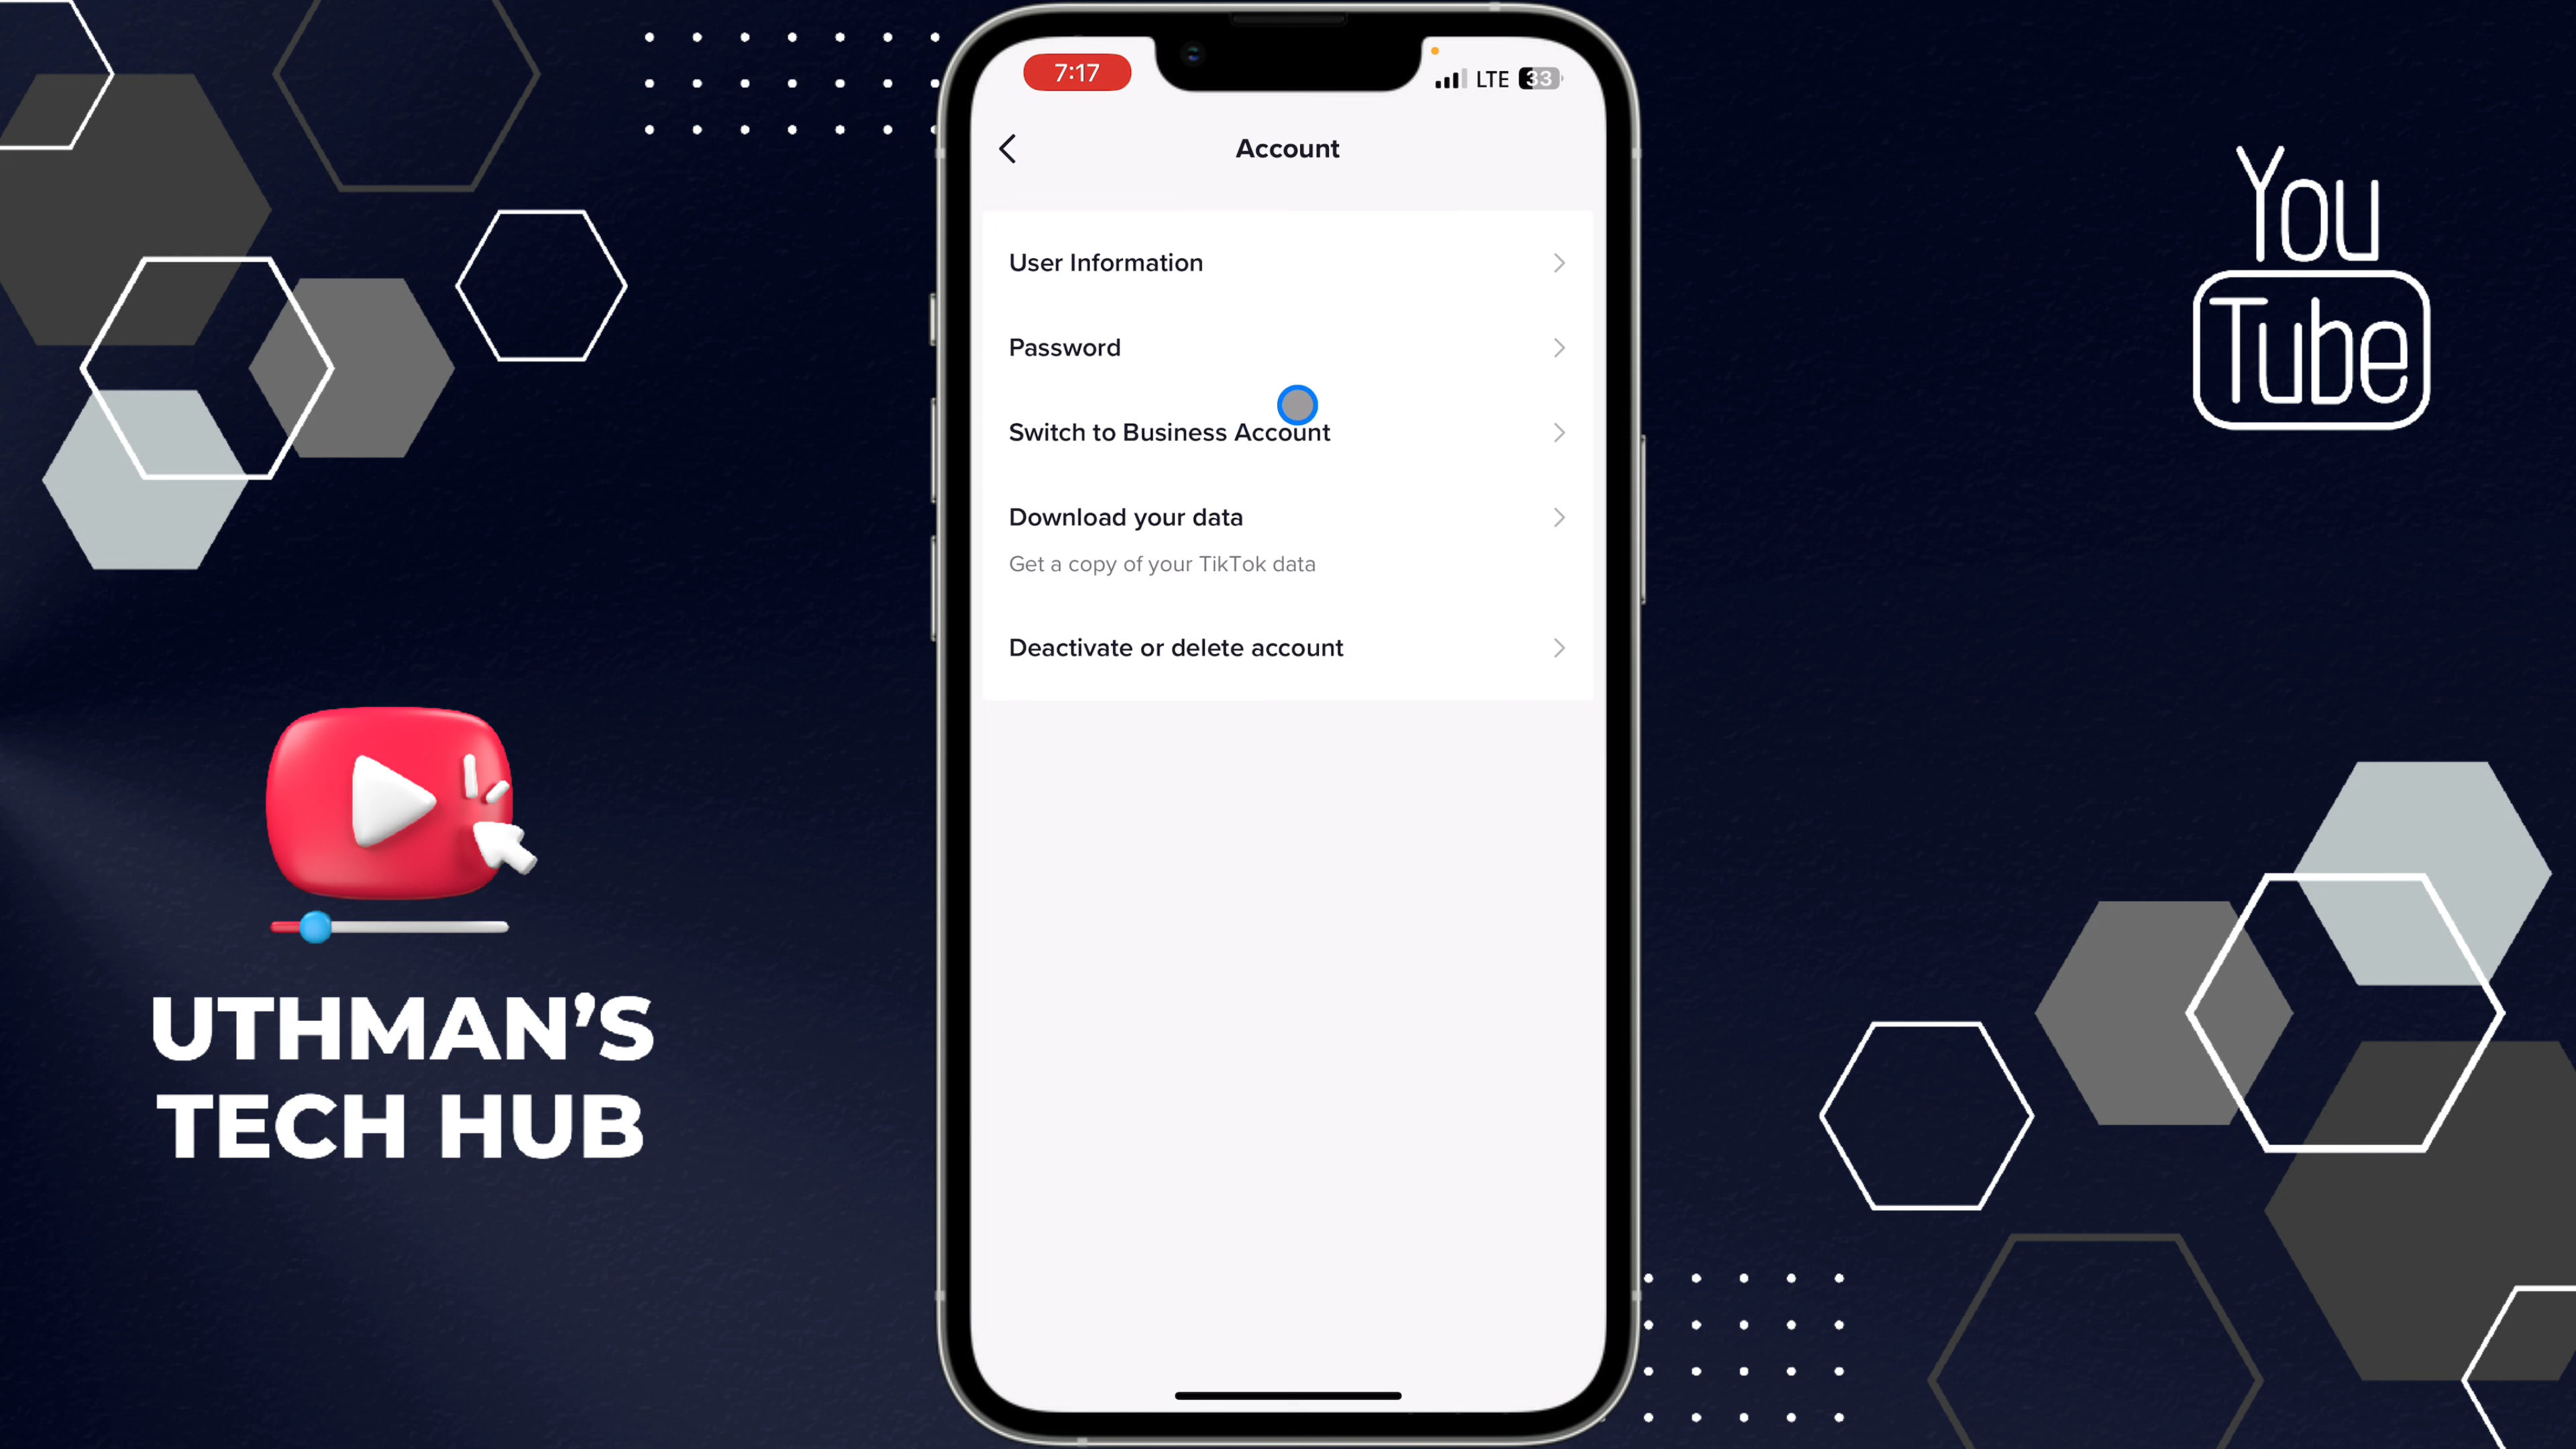 7:17
LTE 33
Account
User Information
Password
Switch to Business Account
Download your data
Get a copy of your TikTok data
Deactivate or delete account
You
Tube
UTHMAN'S
TECH HUB